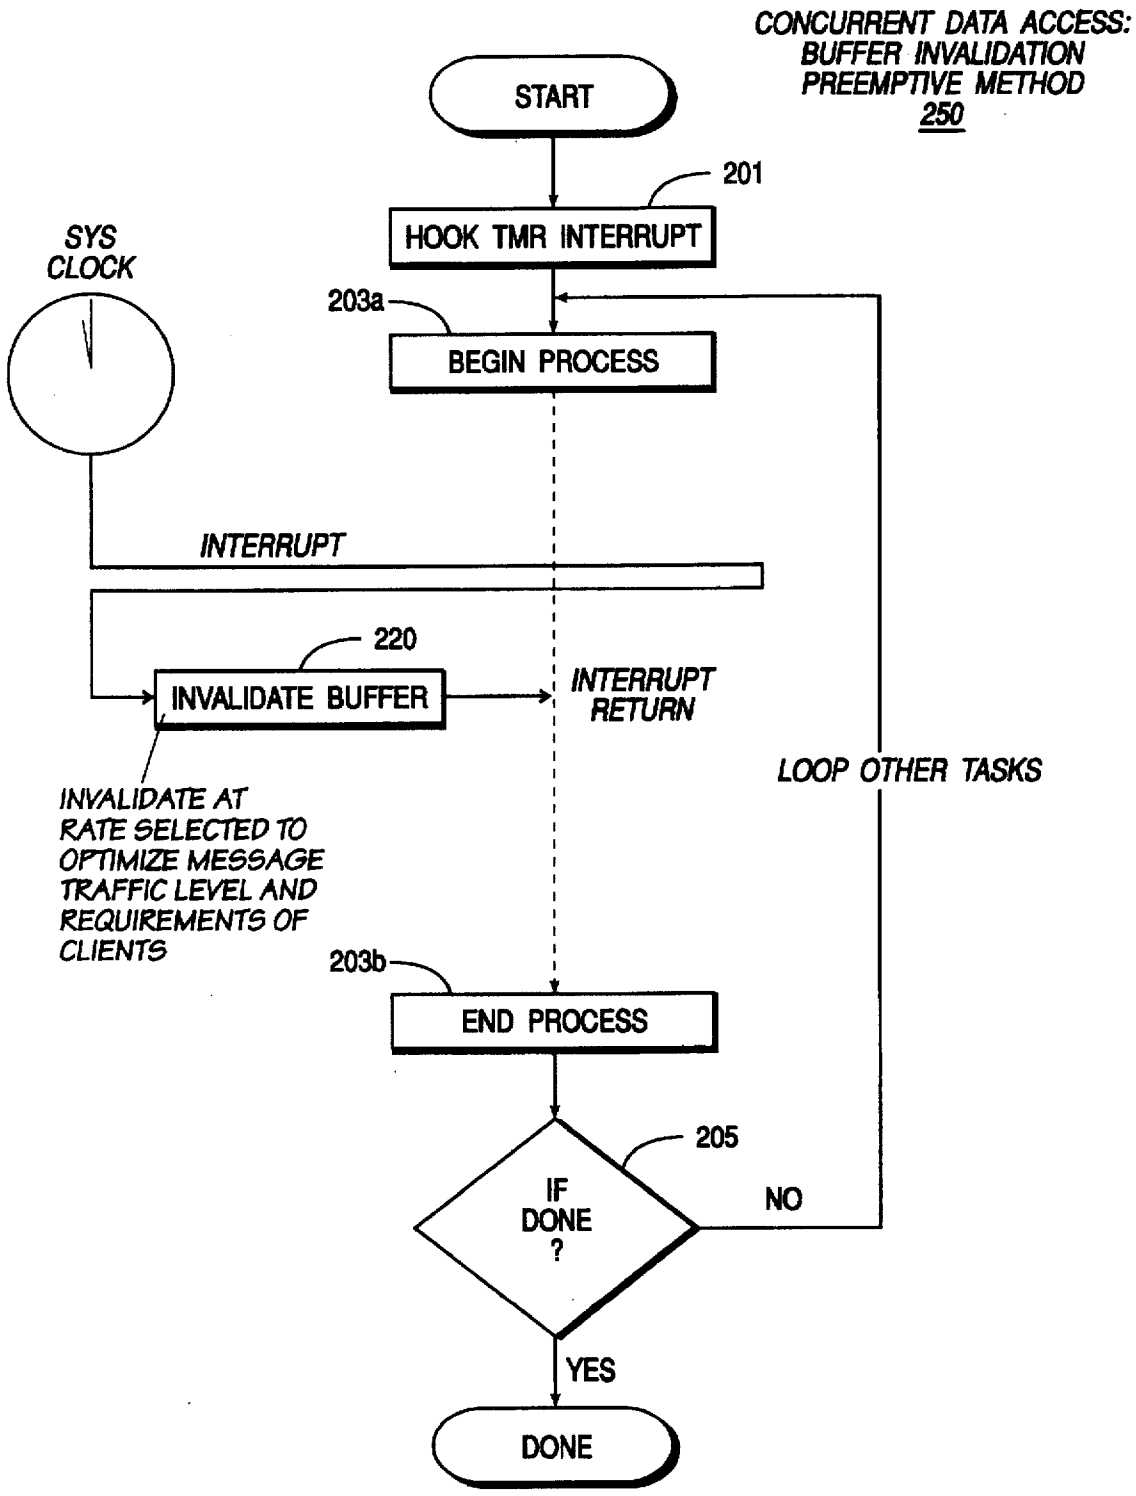 CONCURRENT DATA ACCESS:
BUFFER INVALIDATION
PREEMPTIVE METHOD
250
START
201
HOOK TMR INTERRUPT
SYS
CLOCK
203a
BEGIN PROCESS
INTERRUPT
220
INVALIDATE BUFFER
INTERRUPT
RETURN
LOOP OTHER TASKS
INVALIDATE AT
RATE SELECTED TO
OPTIMIZE MESSAGE
TRAFFIC LEVEL AND
REQUIREMENTS OF
CLIENTS
203b
END PROCESS
205
IF
DONE
?
NO
YES
DONE